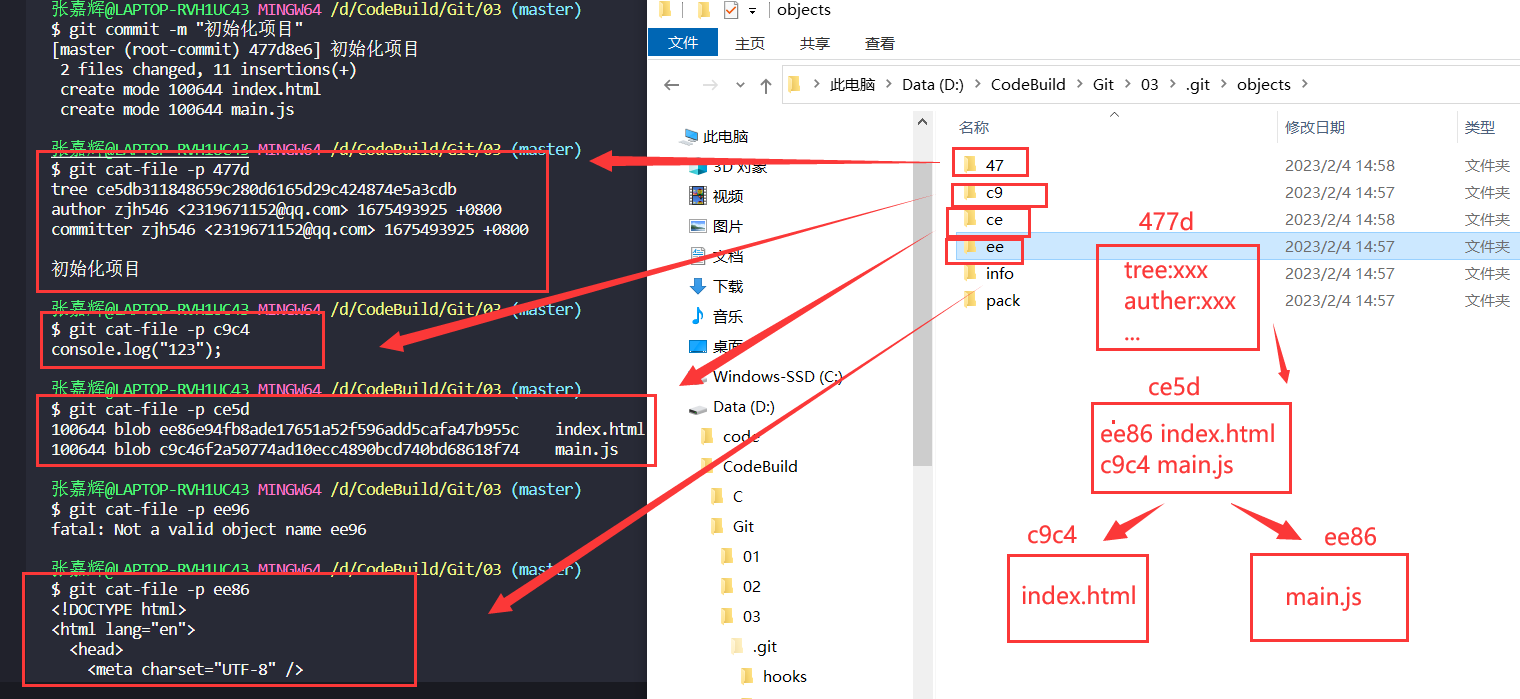 张嘉辉@LAPTOP-RVH1UC43 MINGW64 /d/CodeBuild/Git/03 (master)
$ git commit -m "初始化项目"
[master (root-commit) 477d8e6] 初始化项目
2 files changed, 11 insertions(+)
create mode 100644 index.html
create mode 100644 main.js
张嘉辉@LAPTOP-RVH1UC43 MINGW64 /d/CodeBuild/Git/03 (master)
$ git cat-file -p 477d
tree ce5db311848659c280d6165d29c424874e5a3cdb
author zjh546 <2319671152@qq.com> 1675493925 +0800
committer zjh546 <2319671152@qq.com> 1675493925 +0800
初始化项目
张嘉辉@LAPTOP-RVH1UC43 MINGW64 /d/CodeBuild/Git/03 (master)
$ git cat-file -p c9c4
console.log("123");
张嘉辉@LAPTOP-RVH1UC43 MINGW64 /d/CodeBuild/Git/03 (master)
$ git cat-file -p ce5d
100644 blob ee86e94fb8ade17651a52f596add5cafa47b955c index.html
100644 blob c9c46f2a50774ad10ecc4890bcd740bd68618f74 main.js
张嘉辉@LAPTOP-RVH1UC43 MINGW64 /d/CodeBuild/Git/03 (master)
$ git cat-file -p ee96
fatal: Not a valid object name ee96
张嘉辉@LAPTOP-RVH1UC43 MINGW64 /d/CodeBuild/Git/03 (master)
$ git cat-file -p ee86
<!DOCTYPE html>
<html lang="en">
<head>
<meta charset="UTF-8" />
objects
文件 主页 共享 查看
此电脑 > Data (D:) > CodeBuild > Git > 03 > .git > objects >
此电脑
3D 对象
视频
图片
文档
下载
音乐
桌面
Windows-SSD (C:)
Data (D:)
code
CodeBuild
C
Git
01
02
03
.git
hooks
名称 修改日期 类型
47 2023/2/4 14:58 文件夹
c9 2023/2/4 14:57 文件夹
ce 2023/2/4 14:58 文件夹
ee 2023/2/4 14:57 文件夹
info 2023/2/4 14:57 文件夹
pack 2023/2/4 14:57 文件夹
477d
tree:xxx
auther:xxx
...
ce5d
ee86 index.html
c9c4 main.js
c9c4
index.html
ee86
main.js